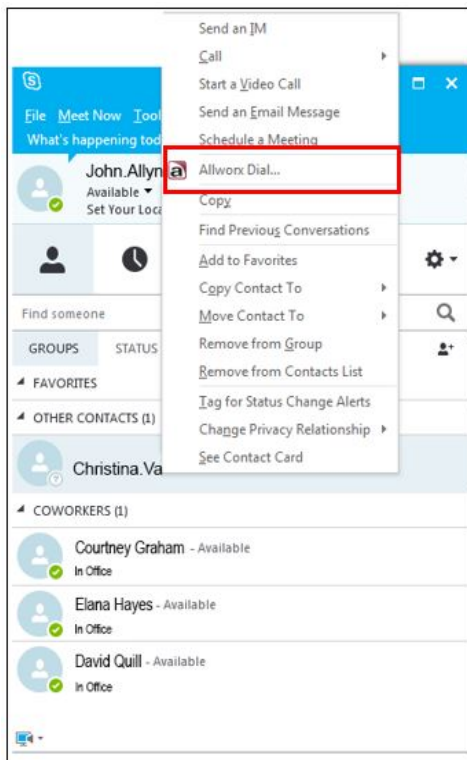 Send an IM
Call
Start a Video Call
Send an Email Message
Schedule a Meeting
a Allworx Dial...
Copy
Find Previous Conversations
Add to Favorites
Copy Contact To
Move Contact To
Remove from Group
Remove from Contacts List
Tag for Status Change Alerts
Change Privacy Relationship
See Contact Card
File Meet Now Tool
What's happening tod
John.Allyn
Available
Set Your Loca
Find someone
GROUPS STATUS
FAVORITES
OTHER CONTACTS (1)
Christina.Va
COWORKERS (1)
Courtney Graham - Available
In Office
Elana Hayes - Available
In Office
David Quill - Available
In Office